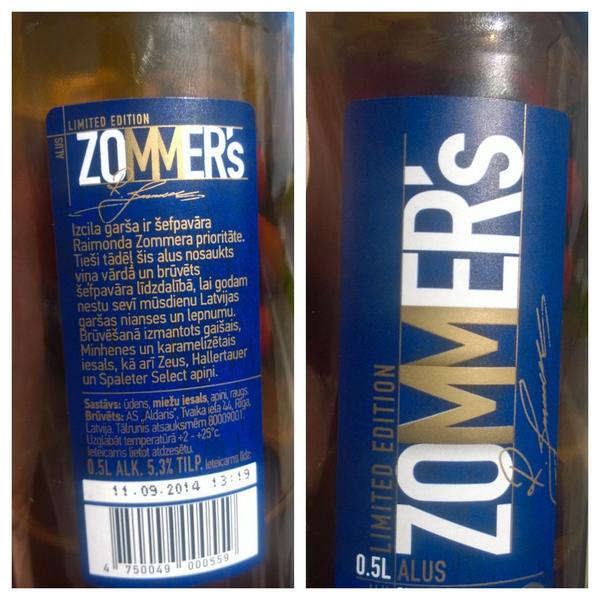 LIMITED EDITION
ALUS
ZOMMER's
Izcila garša ir šefpavāra
Raimonda Zommera prioritāte.
Tieši tādēļ šis alus nosaukts
viņa vārdā un brūvēts
šefpavāra līdzdalībā, lai godam
nestu sevī mūsdienu Latvijas
garšas nianses un lepnumu.
Brūvēšanā izmantots gaišais,
Minhenes un karamelizētais
iesals, kā arī Zeus, Hallertauer
un Spaleter Select apiņi.
Sastāvs: ūdens, miežu iesals, apiņi, raugs.
Brūvēts: AS „Aldaris", Tvaika iela 44, Rīga,
Latvija. Tālrunis atsauksmēm 80009001.
Uzglabāt temperatūrā +2 - +25°c.
Ieteicams lietot atdzesētu.
0.5L ALK. 5,3% TILP. Ieteicams līdz:
11.09.2014 13:19
4 750049 000559
ZOMMER's
LIMITED EDITION
0.5L ALUS